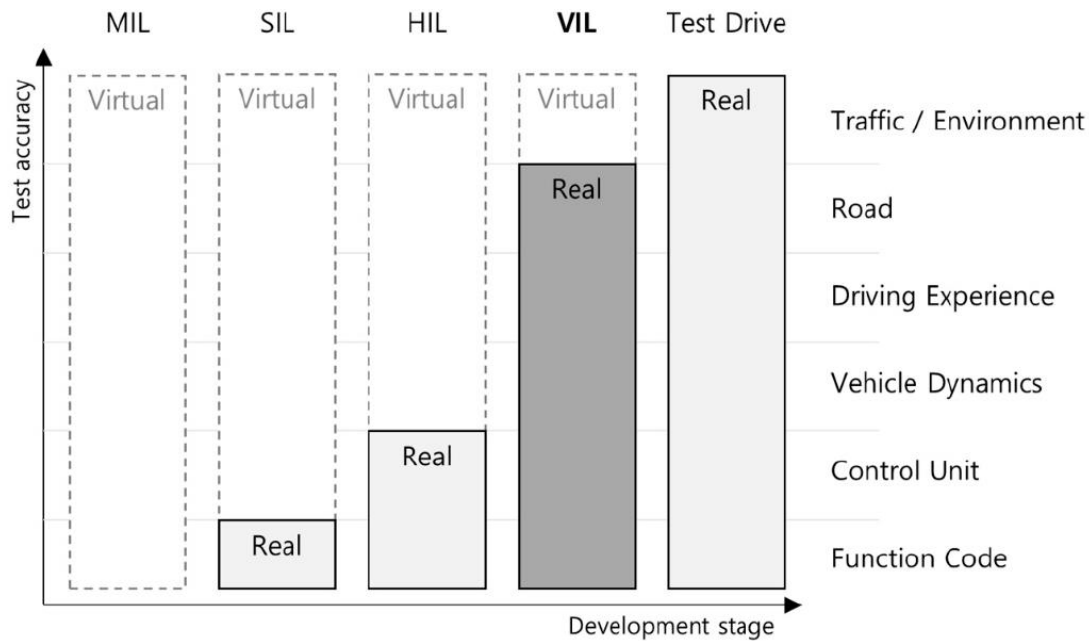 MIL SIL HIL VIL Test Drive
Test accuracy
Virtual Virtual Virtual Virtual Real
Traffic / Environment
Real
Road
Driving Experience
Vehicle Dynamics
Real
Control Unit
Real
Function Code
Development stage